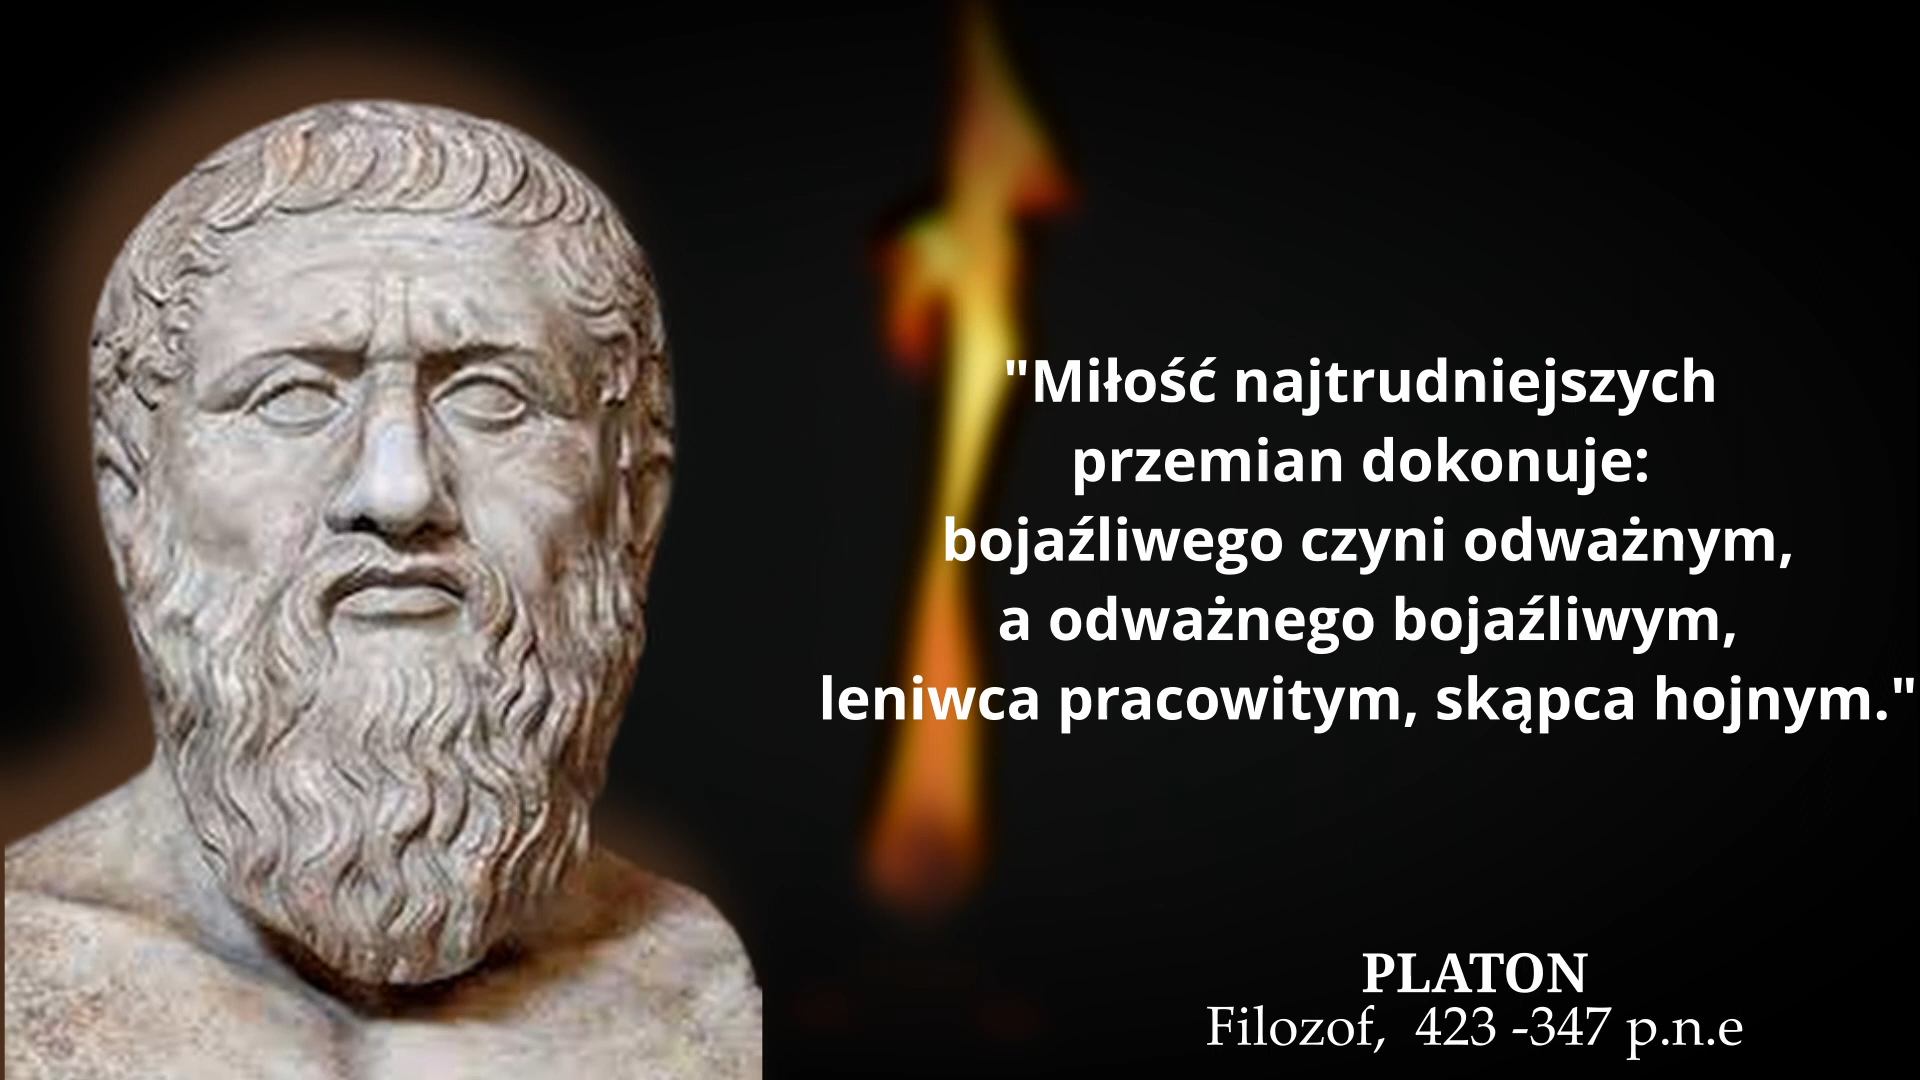 "Miłość najtrudniejszych
przemian dokonuje:
bojaźliwego czyni odważnym,
a odważnego bojaźliwym,
leniwca pracowitym, skąpca hojnym."
PLATON
Filozof, 423 -347 p.n.e